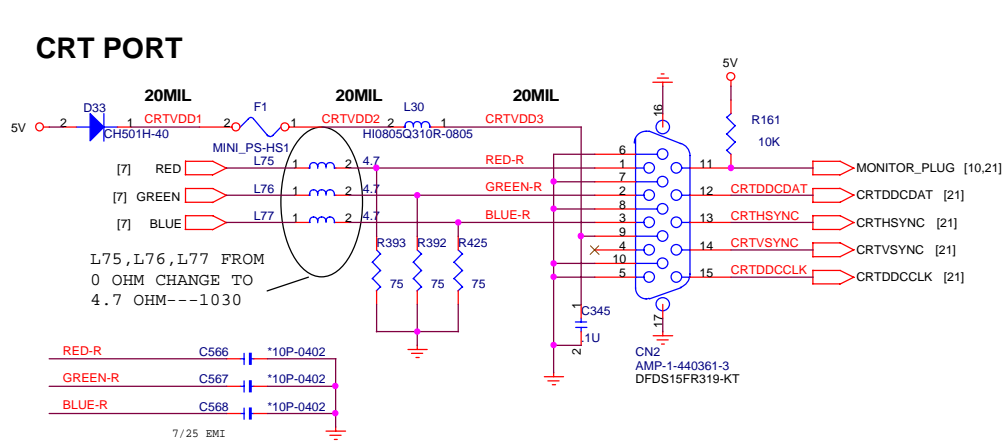 CRT PORT
5V
20MIL 20MIL 20MIL
D33 F1 L30
5V 2 1 CRTVDD1 2 1 CRTVDD2 2 1 CRTVDD3
CH501H-40 HI0805Q310R-0805
MINI_PS-HS1
R161
10K
16
[7] RED L75 1 2 4.7 RED-R
[7] GREEN L76 1 2 4.7 GREEN-R
[7] BLUE L77 1 2 4.7 BLUE-R
6
1
7
2
8
3
9
4
10
5
11 MONITOR_PLUG [10,21]
12 CRTDDCDAT CRTDDCDAT [21]
13 CRTHSYNC CRTHSYNC [21]
14 CRTVSYNC CRTVSYNC [21]
15 CRTDDCCLK CRTDDCCLK [21]
R393 R392 R425
75 75 75
L75,L76,L77 FROM
0 OHM CHANGE TO
4.7 OHM---1030
1
C345
.1U
2
17
CN2
AMP-1-440361-3
DFDS15FR319-KT
RED-R C566 *10P-0402
GREEN-R C567 *10P-0402
BLUE-R C568 *10P-0402
7/25 EMI